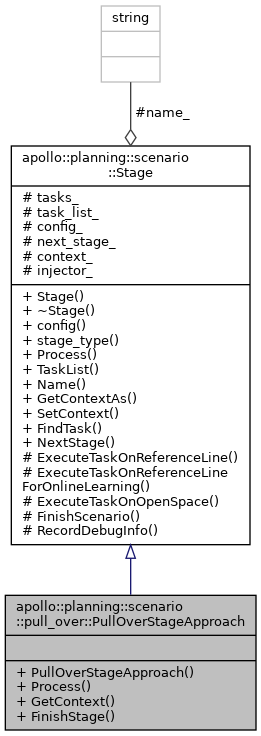 string
#name_
apollo::planning::scenario
::Stage
# tasks_
# task_list_
# config_
# next_stage_
# context_
# injector_
+ Stage()
+ ~Stage()
+ config()
+ stage_type()
+ Process()
+ TaskList()
+ Name()
+ GetContextAs()
+ SetContext()
+ FindTask()
+ NextStage()
# ExecuteTaskOnReferenceLine()
# ExecuteTaskOnReferenceLine
ForOnlineLearning()
# ExecuteTaskOnOpenSpace()
# FinishScenario()
# RecordDebugInfo()
apollo::planning::scenario
::pull_over::PullOverStageApproach
+ PullOverStageApproach()
+ Process()
+ GetContext()
+ FinishStage()